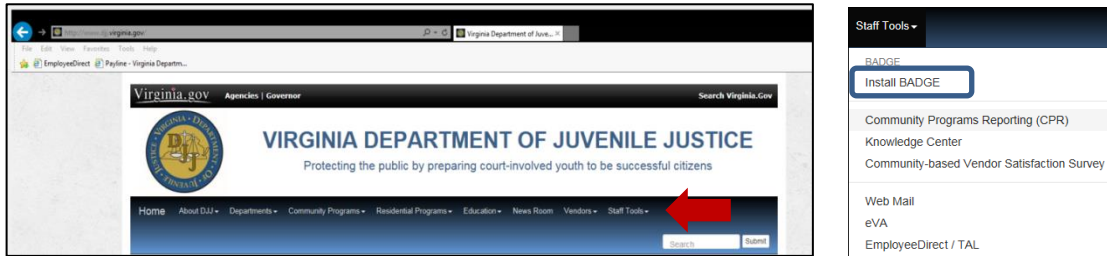 http://www.djj.virginia.gov/
Virginia Department of Juve... ×
File Edit View Favorites Tools Help
EmployeeDirect Payline - Virginia Departm...
Virginia.gov Agencies | Governor Search Virginia.Gov
VIRGINIA DEPARTMENT OF JUVENILE JUSTICE
Protecting the public by preparing court-involved youth to be successful citizens
Home About DJJ Departments Community Programs Residential Programs Education News Room Vendors Staff Tools
Search Submit
Staff Tools
BADGE
Install BADGE
Community Programs Reporting (CPR)
Knowledge Center
Community-based Vendor Satisfaction Survey
Web Mail
eVA
EmployeeDirect / TAL